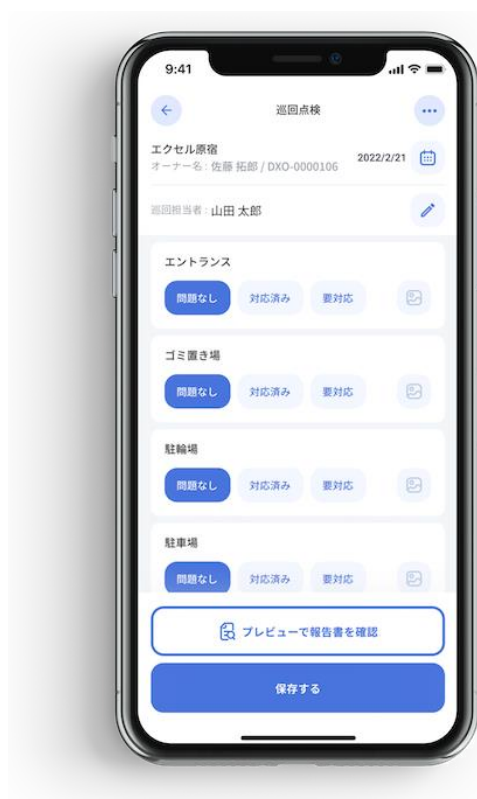 9:41
巡回点検
エクセル原宿
オーナー名 : 佐藤 拓郎 / DXO-0000106
2022/2/21
巡回担当者 : 山田 太郎
エントランス
問題なし 対応済み 要対応
ゴミ置き場
問題なし 対応済み 要対応
駐輪場
問題なし 対応済み 要対応
駐車場
問題なし 対応済み 要対応
プレビューで報告書を確認
保存する